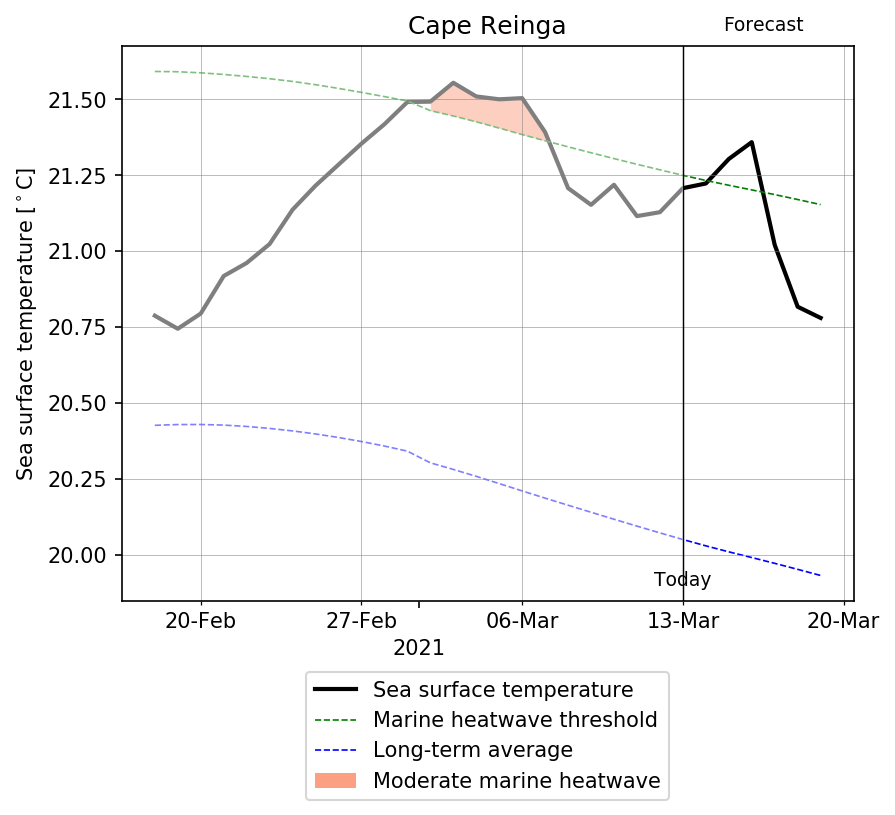 Cape Reinga
Forecast
Sea surface temperature [°C]
21.50
21.25
21.00
20.75
20.50
20.25
20.00
Today
20-Feb
27-Feb
06-Mar
13-Mar
20-Mar
2021
Sea surface temperature
Marine heatwave threshold
Long-term average
Moderate marine heatwave